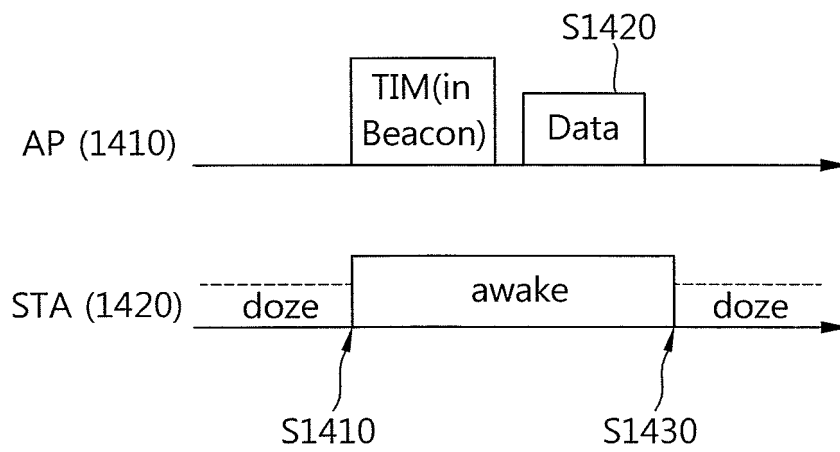 S1420
TIM(in
Beacon)
Data
AP (1410)
awake
STA (1420)
doze
doze
S1410
S1430